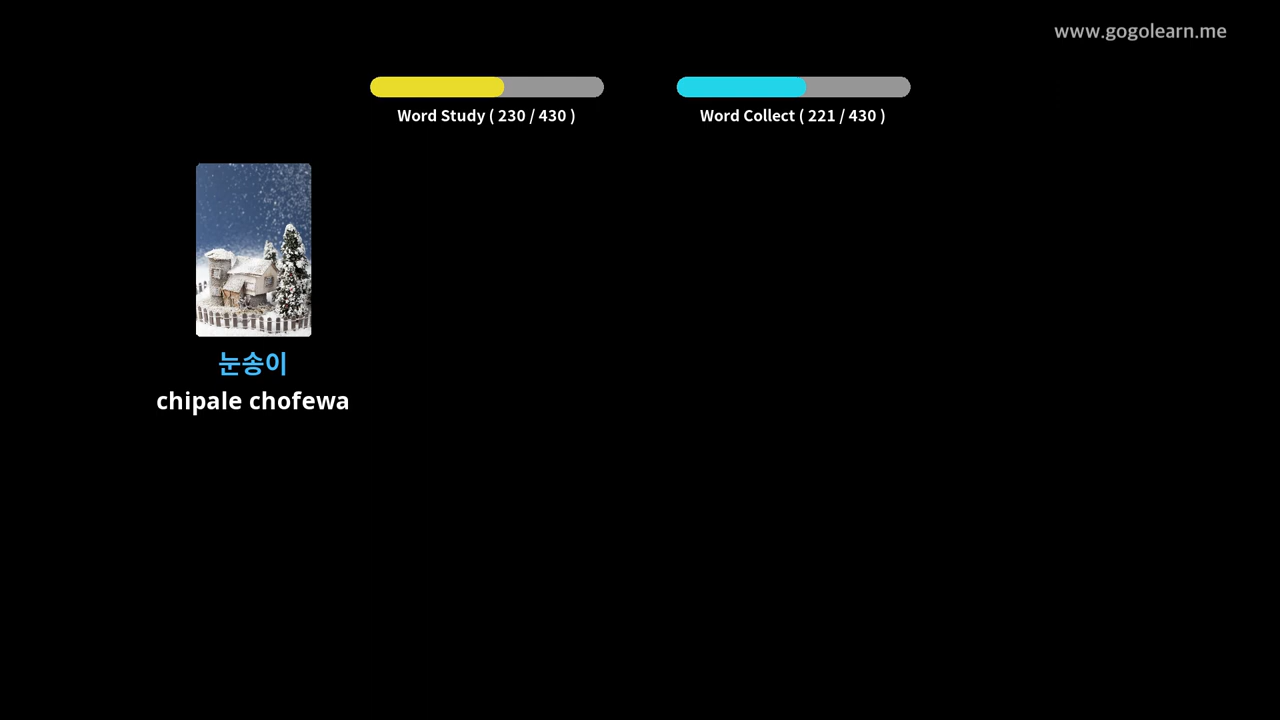 www.gogolearn.me
Word Study ( 230 / 430 )
Word Collect ( 221 / 430 )
눈송이
chipale chofewa